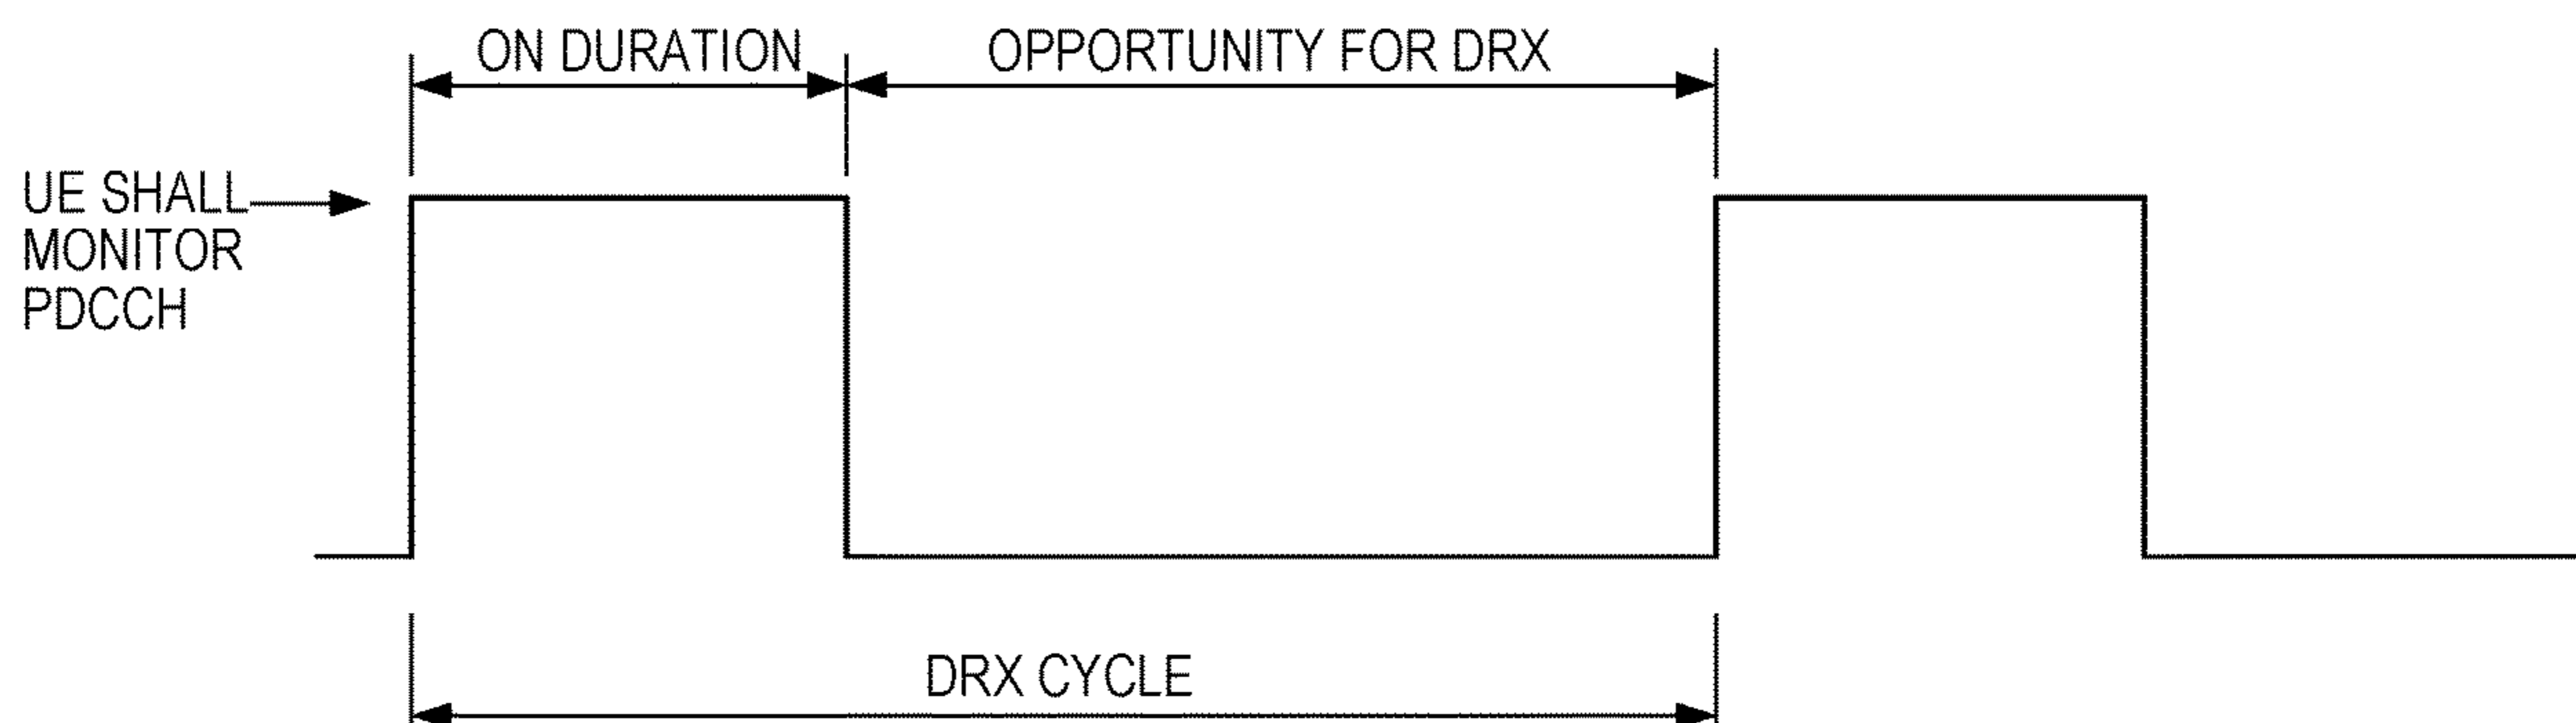 ON DURATION
OPPORTUNITY FOR DRX
UE SHALL
MONITOR
PDCCH
DRX CYCLE